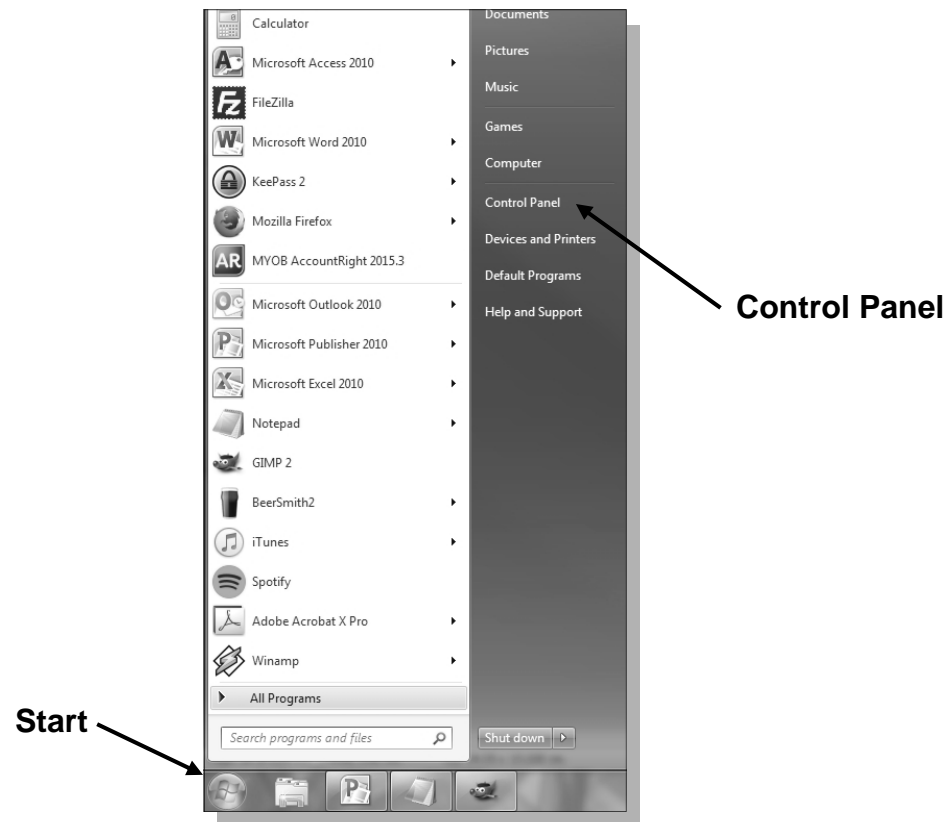 Calculator
Microsoft Access 2010
FileZilla
Microsoft Word 2010
KeePass 2
Mozilla Firefox
AR MYOB AccountRight 2015.3
Microsoft Outlook 2010
Microsoft Publisher 2010
Microsoft Excel 2010
Notepad
GIMP 2
BeerSmith2
iTunes
Spotify
Adobe Acrobat X Pro
Winamp
All Programs
Search programs and files
Documents
Pictures
Music
Games
Computer
Control Panel
Devices and Printers
Default Programs
Help and Support
Shut down
Control Panel
Start